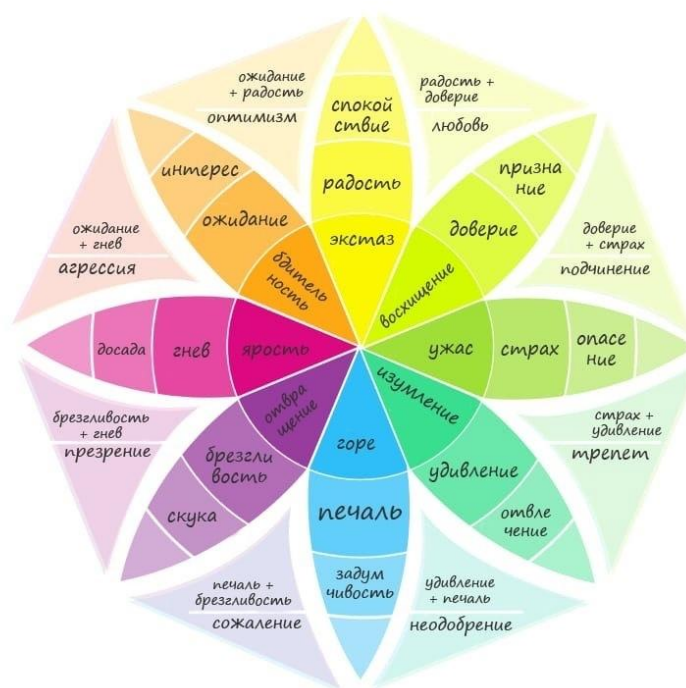 ожидание
+ радость
оптимизм
спокой
ствие
радость
экстаз
радость +
доверие
любовь
интерес
ожидание
бдитель
ность
призна
ние
доверие
восхищение
ожидание
+ гнев
агрессия
доверие
+ страх
подчинение
досада
гнев
ярость
ужас
страх
опасе
ние
брезгливость
+ гнев
презрение
отвра
щение
брезгли
вость
скука
горе
печаль
задум
чивость
изумление
удивление
отвле
чение
страх +
удивление
трепет
печаль +
брезгливость
сожаление
удивление
+ печаль
неодобрение